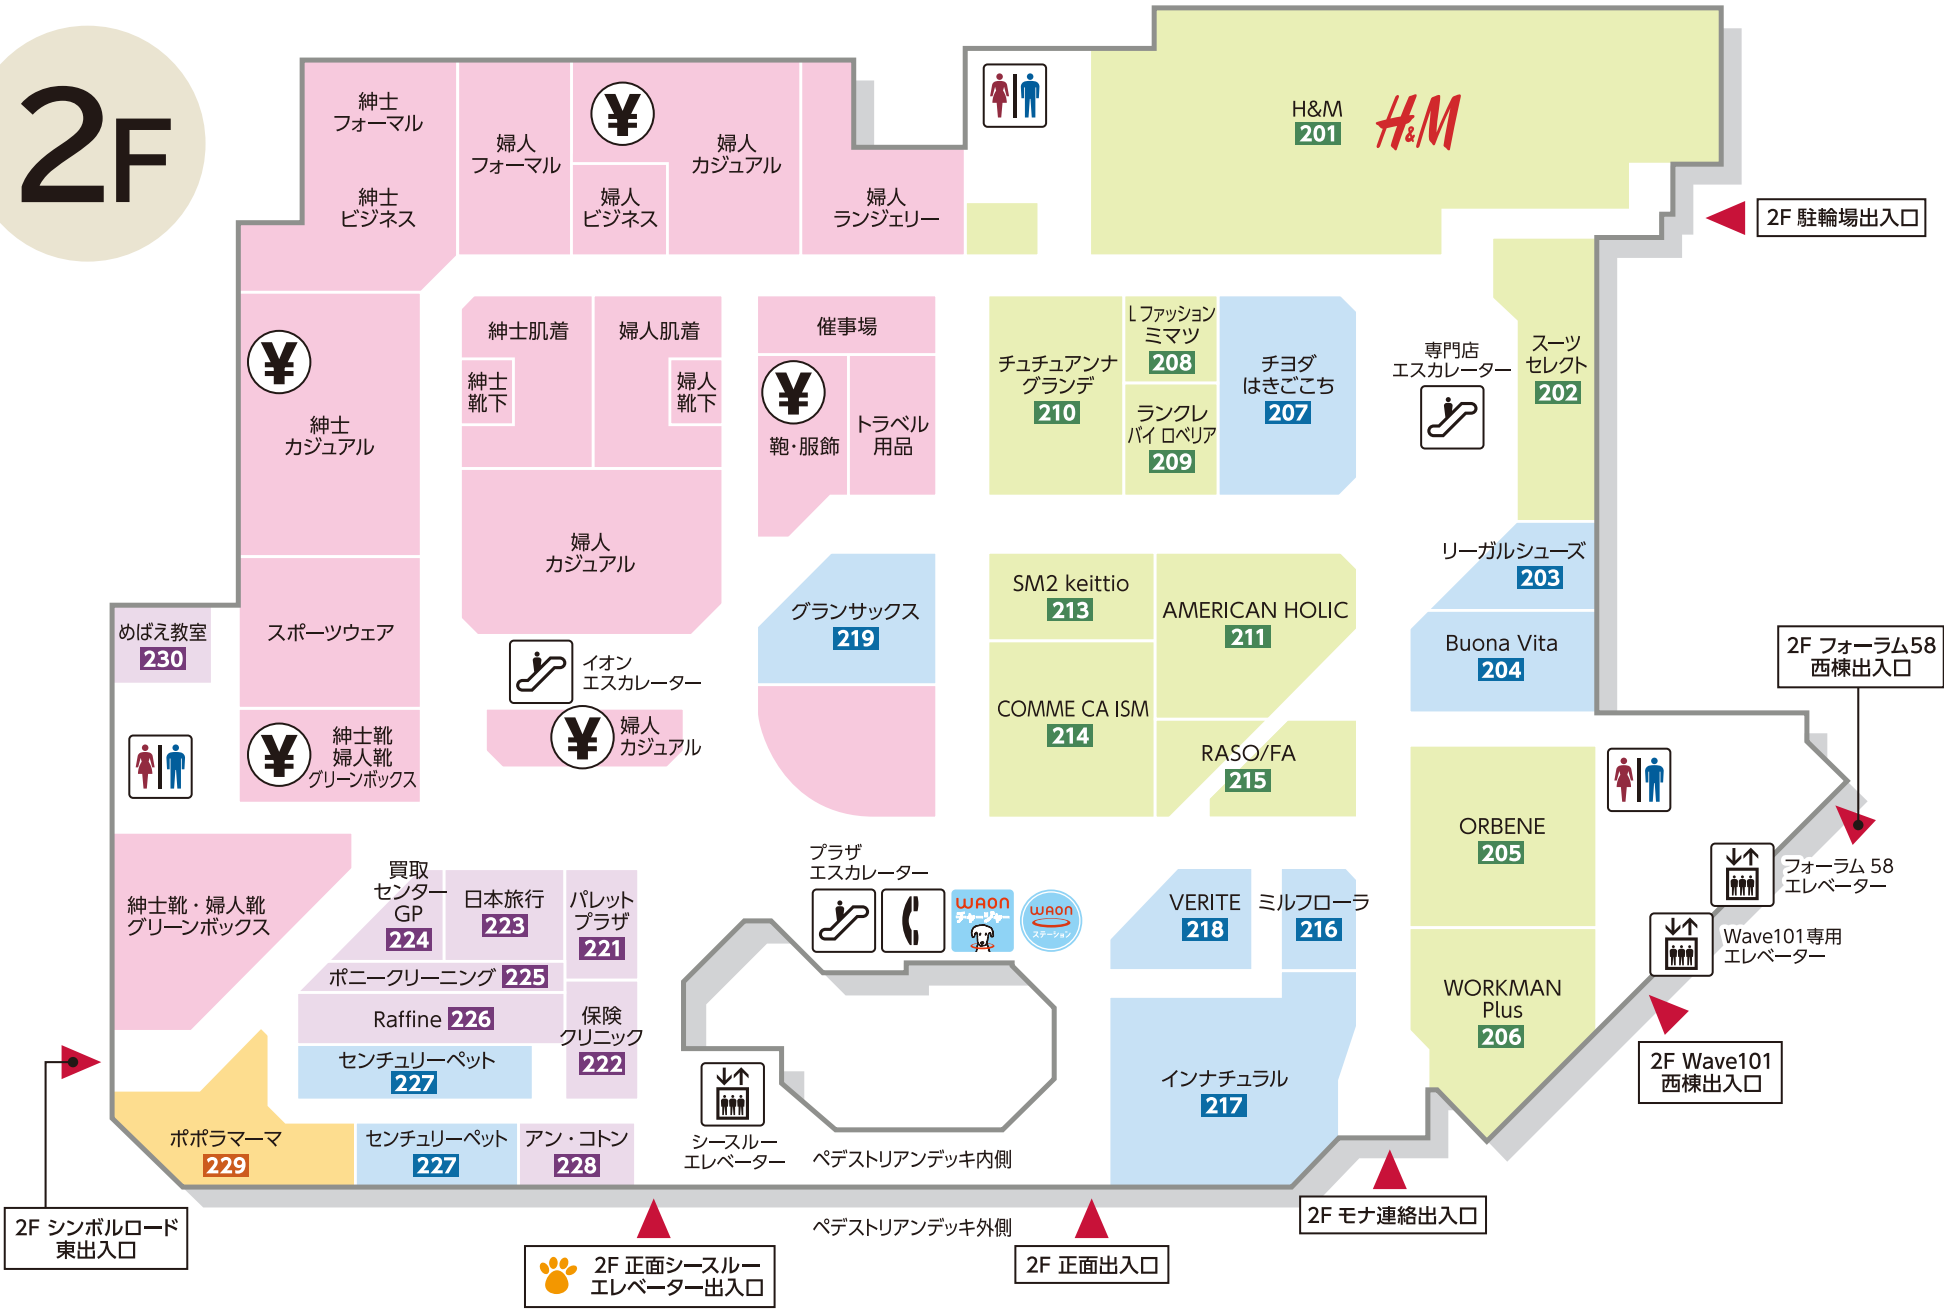 2F
紳士
フォーマル
紳士
ビジネス
婦人
フォーマル
¥
婦人
ビジネス
婦人
カジュアル
婦人
ランジェリー
H&M
201
H&M
2F 駐輪場出入口
¥
紳士
カジュアル
紳士肌着
紳士
靴下
婦人肌着
婦人
靴下
催事場
¥
鞄・服飾
トラベル
用品
チュチュアンナ
グランデ
210
L ファッション
ミマツ
208
ランクレ
バイ ロベリア
209
チヨダ
はきごこち
207
専門店
エスカレーター
スーツ
セレクト
202
婦人
カジュアル
リーガルシューズ
203
Buona Vita
204
グランサックス
219
SM2 keittio
213
AMERICAN HOLIC
211
COMME CA ISM
214
RASO/FA
215
めばえ教室
230
スポーツウェア
イオン
エスカレーター
¥
婦人
カジュアル
¥
紳士靴
婦人靴
グリーンボックス
2F フォーラム58
西棟出入口
ORBENE
205
フォーラム 58
エレベーター
Wave101専用
エレベーター
WORKMAN
Plus
206
2F Wave101
西棟出入口
紳士靴・婦人靴
グリーンボックス
買取
センター
GP
224
日本旅行
223
パレット
プラザ
221
ポニークリーニング 225
Raffine 226
保険
クリニック
222
センチュリーペット
227
プラザ
エスカレーター
WAON
チャージャー
WAON
ステーション
VERITE
218
ミルフローラ
216
インナチュラル
217
シースルー
エレベーター
ポポラマーマ
229
センチュリーペット
227
アン・コトン
228
ペデストリアンデッキ内側
ペデストリアンデッキ外側
2F シンボルロード
東出入口
2F 正面シースルー
エレベーター出入口
2F 正面出入口
2F モナ連絡出入口